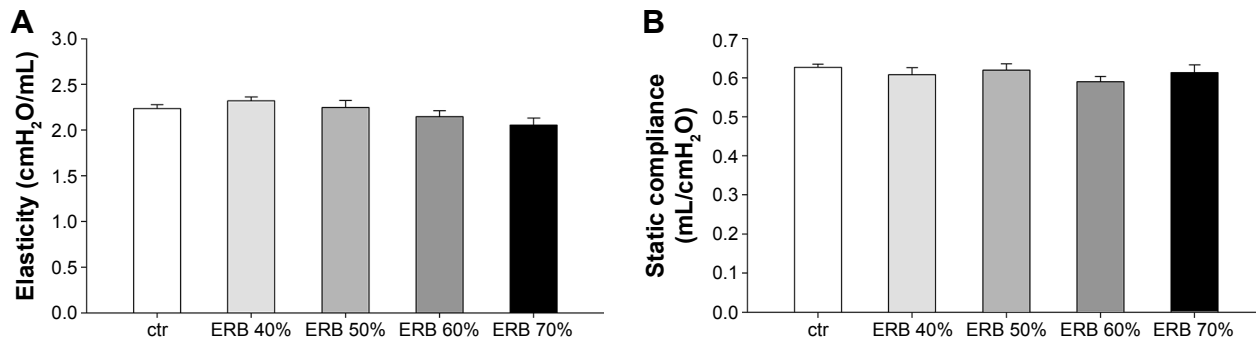 A
Elasticity (cmH₂O/mL)
3.0
2.5
2.0
1.5
1.0
0.5
0.0
ctr ERB 40% ERB 50% ERB 60% ERB 70%
B
Static compliance
(mL/cmH₂O)
0.7
0.6
0.5
0.4
0.3
0.2
0.1
0.0
ctr ERB 40% ERB 50% ERB 60% ERB 70%